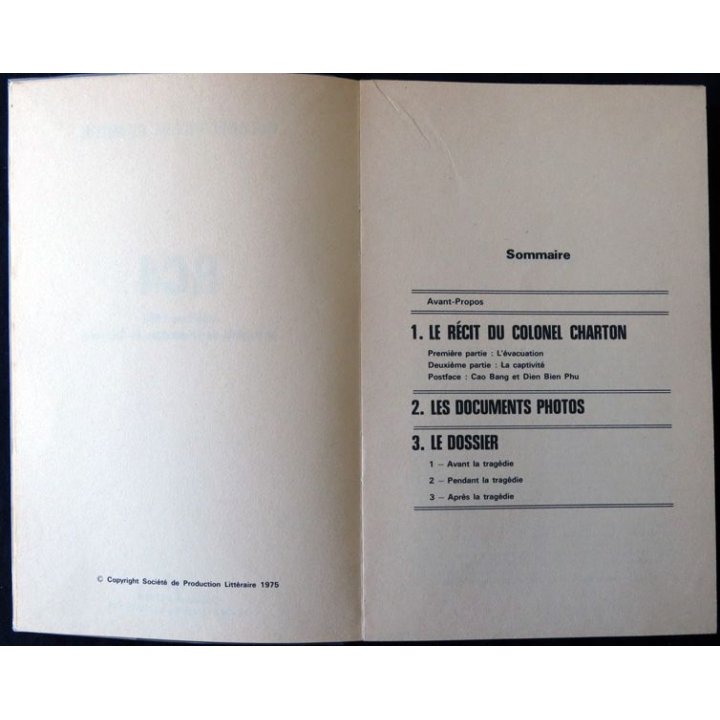 © Copyright Société de Production Littéraire 1975
Sommaire
Avant-Propos
1. LE RÉCIT DU COLONEL CHARTON
Première partie : L'évacuation
Deuxième partie : La captivité
Postface : Cao Bang et Dien Bien Phu
2. LES DOCUMENTS PHOTOS
3. LE DOSSIER
1 — Avant la tragédie
2 — Pendant la tragédie
3 — Après la tragédie